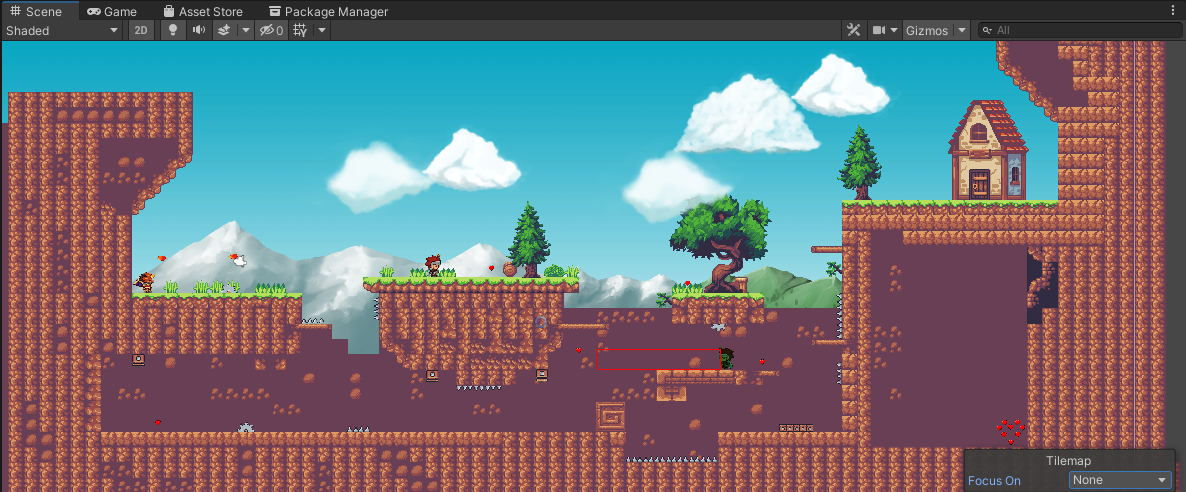 Scene Game Asset Store Package Manager
Shaded 2D 0 Gizmos All
Tilemap
Focus On None